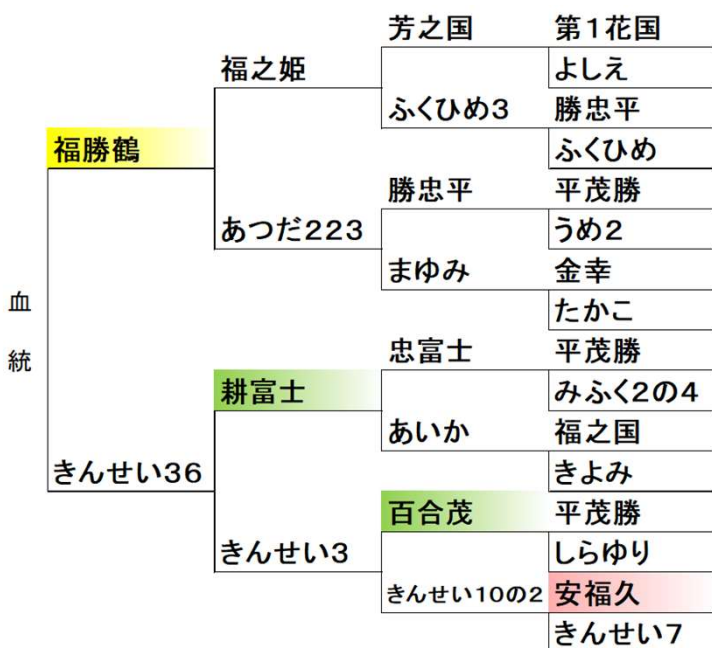 芳之国 第1花国
福之姫 よしえ
ふくひめ3 勝忠平
福勝鶴 ふくひめ
勝忠平 平茂勝
あつだ223 うめ2
まゆみ 金幸
血 たかこ
統 忠富士 平茂勝
耕富士 みふく2の4
あいか 福之国
きんせい36 きよみ
百合茂 平茂勝
きんせい3 しらゆり
きんせい10の2 安福久
きんせい7